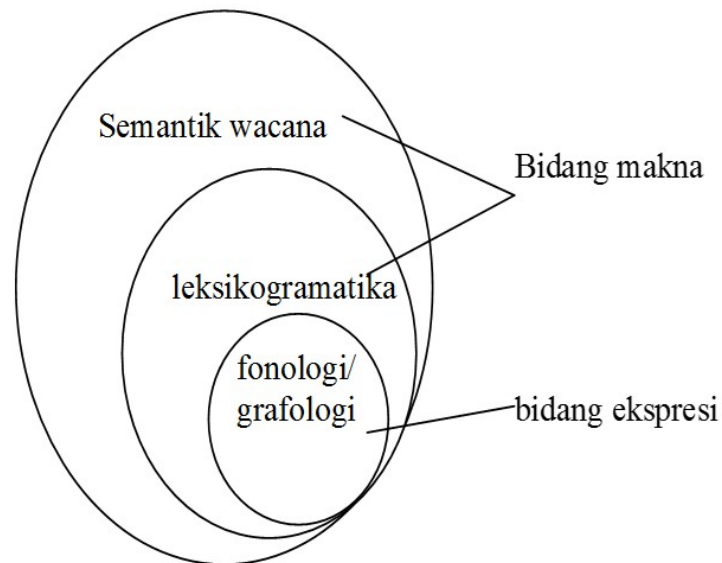 Semantik wacana
Bidang makna
leksikogramatika
fonologi/
grafologi
bidang ekspresi